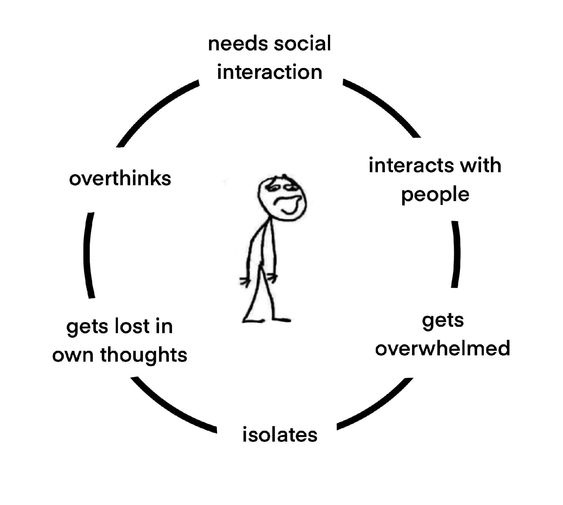 needs social
interaction
interacts with
people
gets
overwhelmed
isolates
gets lost in
own thoughts
overthinks